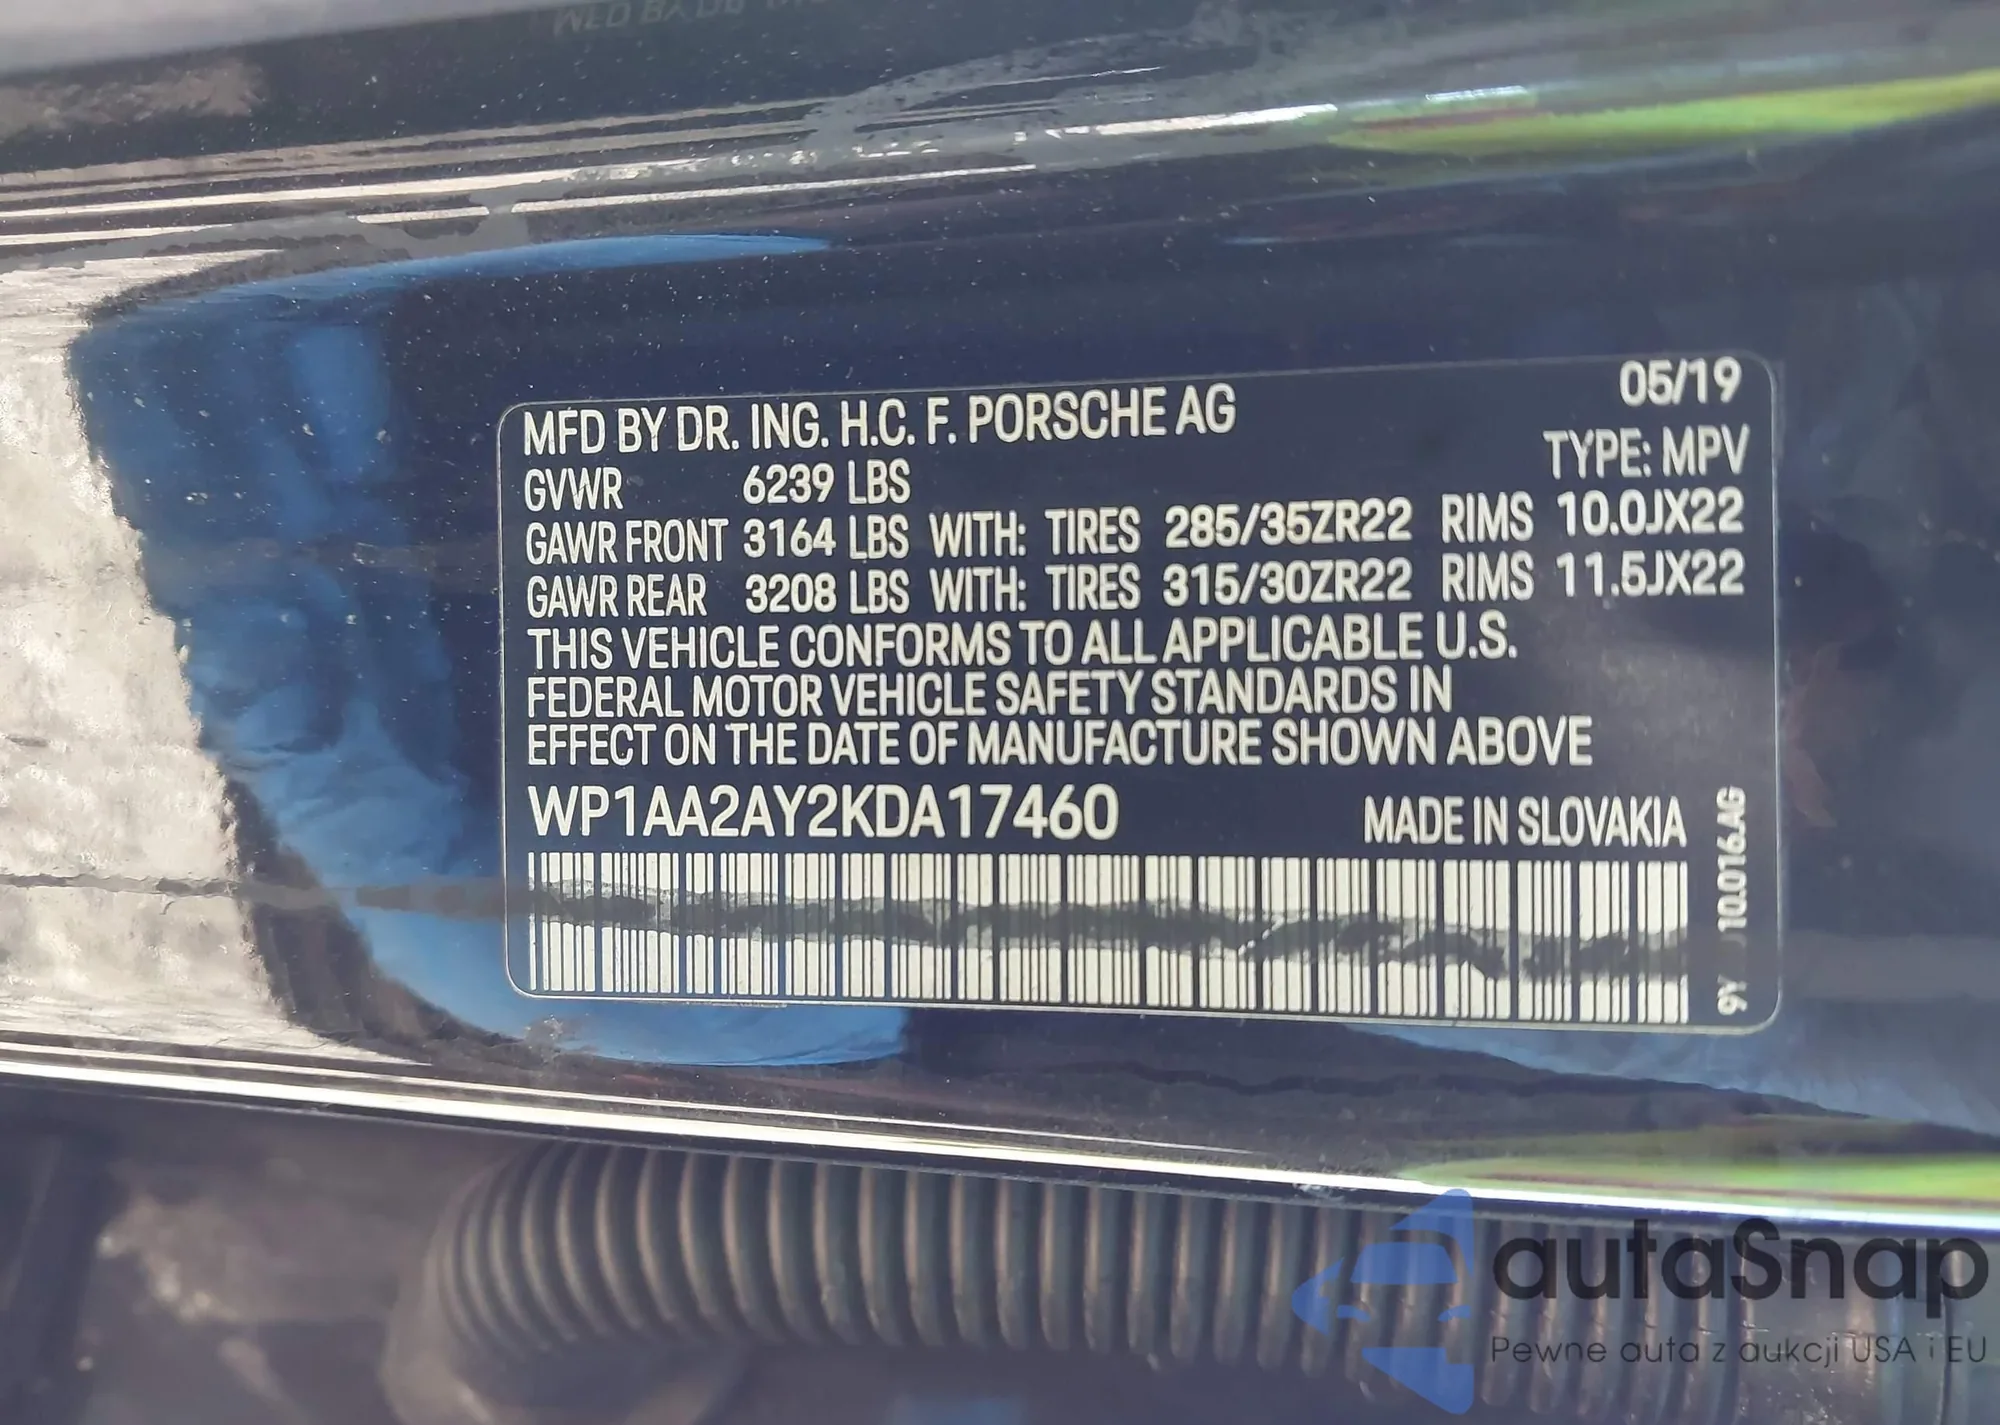 MFD BY DR. ING. H.C. F. PORSCHE AG 05/19
TYPE: MPV
GVWR 6239 LBS
GAWR FRONT 3164 LBS WITH: TIRES 285/35ZR22 RIMS 10.0JX22
GAWR REAR 3208 LBS WITH: TIRES 315/30ZR22 RIMS 11.5JX22
THIS VEHICLE CONFORMS TO ALL APPLICABLE U.S.
FEDERAL MOTOR VEHICLE SAFETY STANDARDS IN
EFFECT ON THE DATE OF MANUFACTURE SHOWN ABOVE
WP1AA2AY2KDA17460 MADE IN SLOVAKIA
9Y J10.016.AG
autaSnap
Pewne auta z aukcji USA i EU